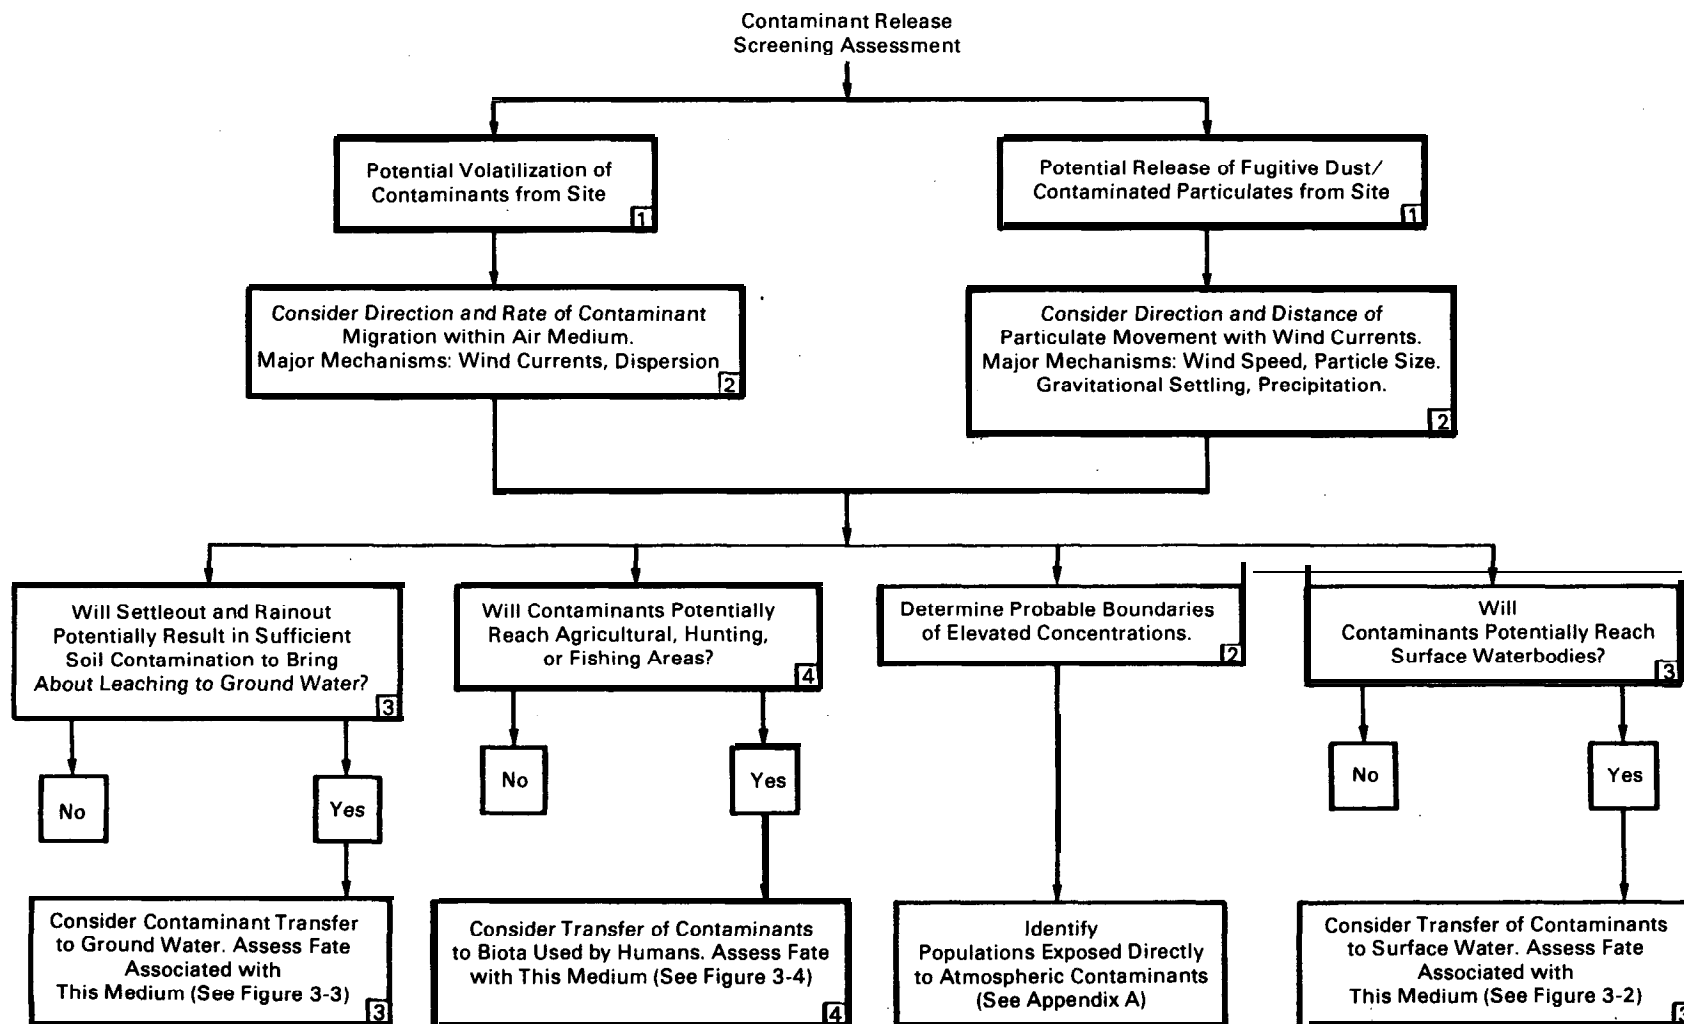 Contaminant Release
Screening Assessment
Potential Volatilization of
Contaminants from Site
1
Potential Release of Fugitive Dust/
Contaminated Particulates from Site
1
Consider Direction and Rate of Contaminant
Migration within Air Medium.
Major Mechanisms: Wind Currents, Dispersion
2
Consider Direction and Distance of
Particulate Movement with Wind Currents.
Major Mechanisms: Wind Speed, Particle Size.
Gravitational Settling, Precipitation.
2
Will Settleout and Rainout
Potentially Result in Sufficient
Soil Contamination to Bring
About Leaching to Ground Water?
3
Will Contaminants Potentially
Reach Agricultural, Hunting,
or Fishing Areas?
4
Determine Probable Boundaries
of Elevated Concentrations.
2
Will
Contaminants Potentially Reach
Surface Waterbodies?
3
No
Yes
No
Yes
No
Yes
Consider Contaminant Transfer
to Ground Water. Assess Fate
Associated with
This Medium (See Figure 3-3)
3
Consider Transfer of Contaminants
to Biota Used by Humans. Assess Fate
with This Medium (See Figure 3-4)
4
Identify
Populations Exposed Directly
to Atmospheric Contaminants
(See Appendix A)
Consider Transfer of Contaminants
to Surface Water. Assess Fate
Associated with
This Medium (See Figure 3-2)
3